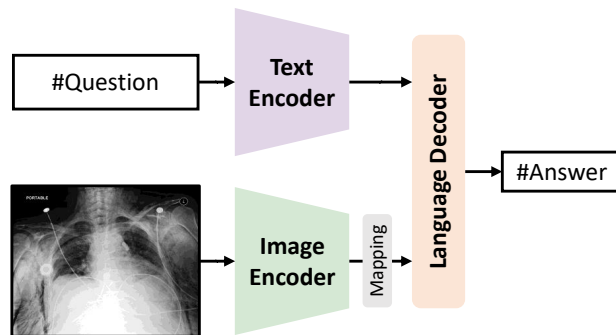 #Question
Text
Encoder
Language Decoder
#Answer
PORTABLE
Image
Encoder
Mapping